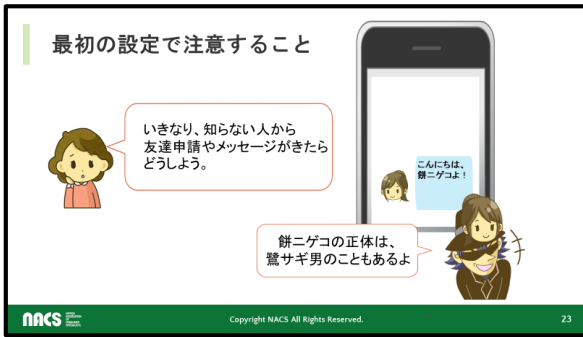 最初の設定で注意すること
いきなり、知らない人から
友達申請やメッセージがきたら
どうしよう。
こんにちは、
餅ニゲコよ！
餅ニゲコの正体は、
鷺サギ男のこともあるよ
NACS
Copyright NACS All Rights Reserved.
23